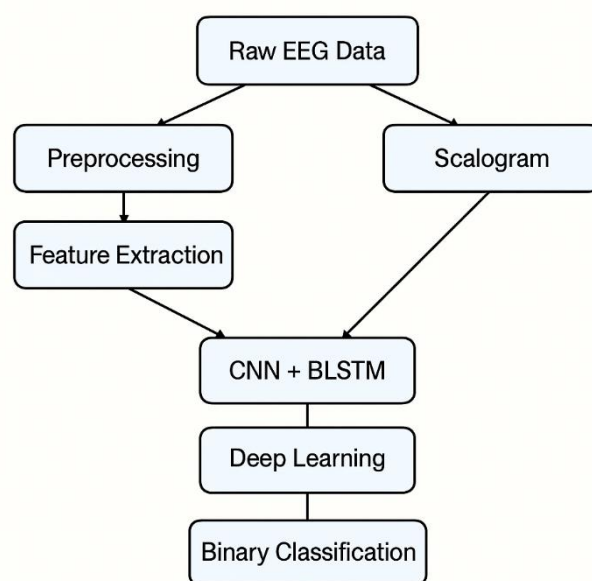 Raw EEG Data
Preprocessing
Scalogram
Feature Extraction
CNN + BLSTM
Deep Learning
Binary Classification